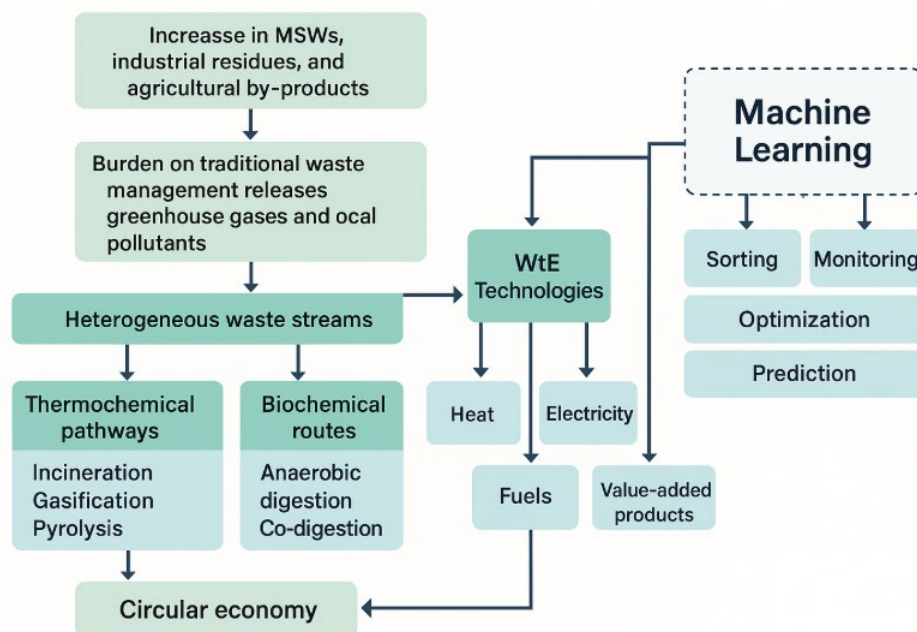 Increasse in MSWs,
industrial residues, and
agricultural by-products
Burden on traditional waste
management releases
greenhouse gases and ocal
pollutants
Heterogeneous waste streams
Thermochemical
pathways
Incineration
Gasification
Pyrolysis
Biochemical
routes
Anaerobic
digestion
Co-digestion
Circular economy
WtE
Technologies
Heat
Electricity
Fuels
Value-added
products
Machine
Learning
Sorting
Monitoring
Optimization
Prediction